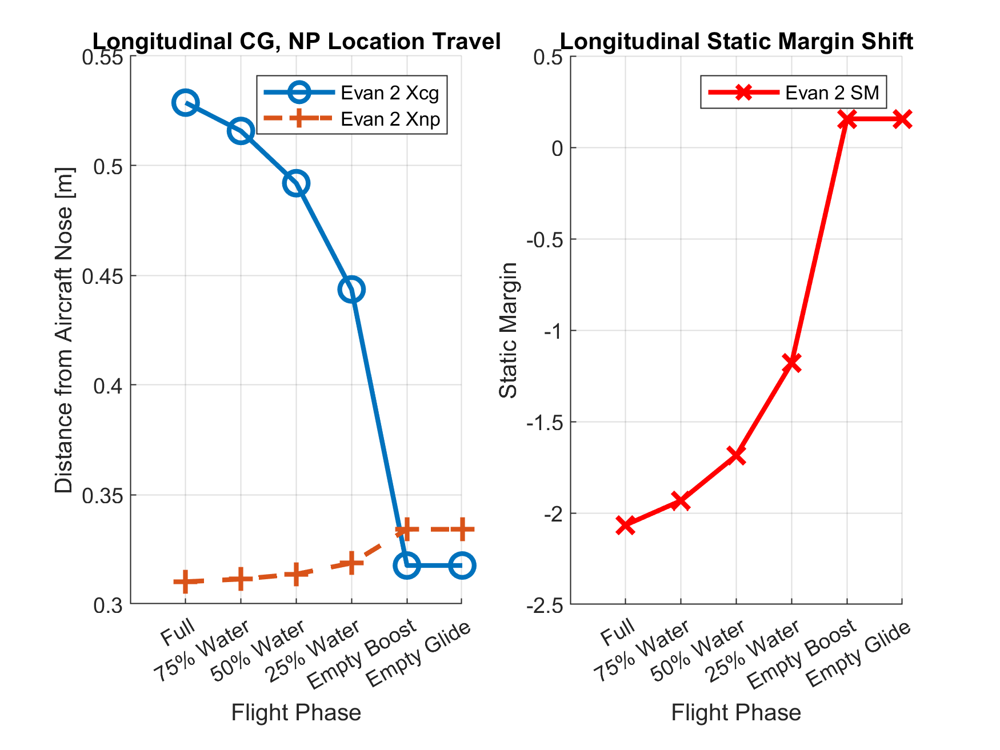 Longitudinal CG, NP Location Travel
0.55
0.5
0.45
0.4
0.35
0.3
Distance from Aircraft Nose [m]
Evan 2 Xcg
Evan 2 Xnp
Full
75% Water
50% Water
25% Water
Empty Boost
Empty Glide
Flight Phase
Longitudinal Static Margin Shift
0.5
0
-0.5
-1
-1.5
-2
-2.5
Static Margin
Evan 2 SM
Full
75% Water
50% Water
25% Water
Empty Boost
Empty Glide
Flight Phase